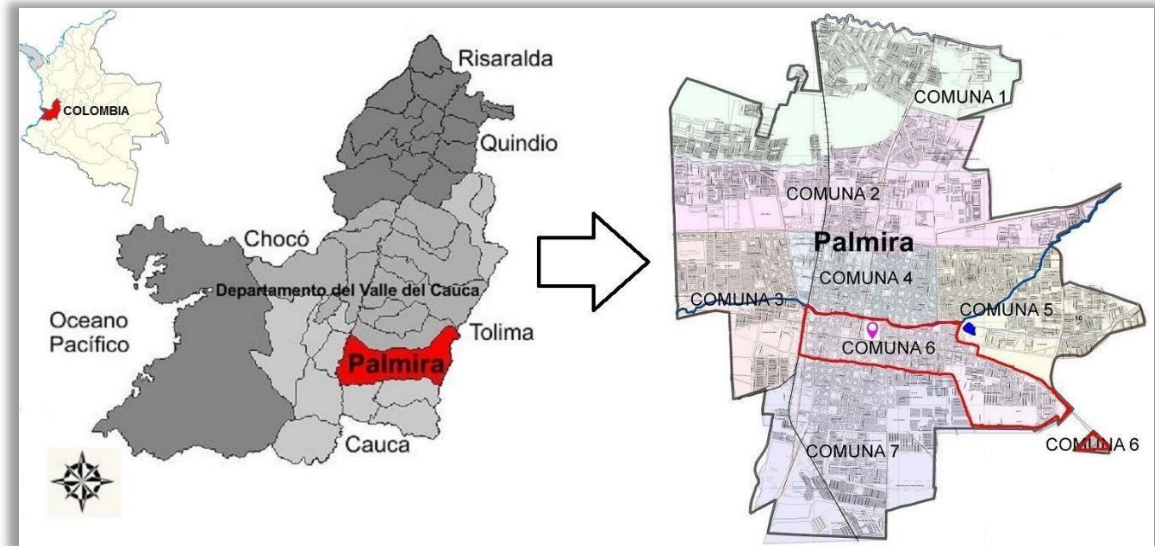 COLOMBIA
Risaralda
Quindio
Chocó
Departamento del Valle del Cauca
Oceano
Pacífico
Tolima
Palmira
Cauca
COMUNA 1
COMUNA 2
Palmira
COMUNA 4
COMUNA 3
COMUNA 5
COMUNA 6
COMUNA 7
COMUNA 6